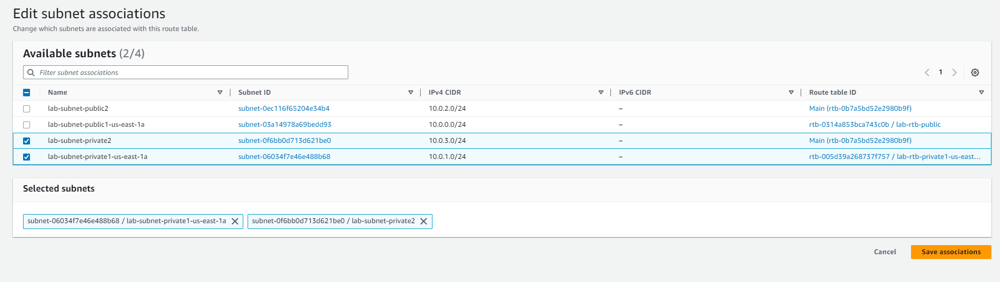 Edit subnet associations
Change which subnets are associated with this route table.
Available subnets (2/4)
Filter subnet associations
1
Name Subnet ID IPv4 CIDR IPv6 CIDR Route table ID
lab-subnet-public2 subnet-0ec116f65204e34b4 10.0.2.0/24 – Main (rtb-0b7a5bd52e2980b9f)
lab-subnet-public1-us-east-1a subnet-03a14978a69bedd93 10.0.0.0/24 – rtb-0314a853bca743c0b / lab-rtb-public
lab-subnet-private2 subnet-0f6bb0d713d621be0 10.0.3.0/24 – Main (rtb-0b7a5bd52e2980b9f)
lab-subnet-private1-us-east-1a subnet-06034f7e46e488b68 10.0.1.0/24 – rtb-005d39a268737f757 / lab-rtb-private1-us-east…
Selected subnets
subnet-06034f7e46e488b68 / lab-subnet-private1-us-east-1a subnet-0f6bb0d713d621be0 / lab-subnet-private2
Cancel Save associations